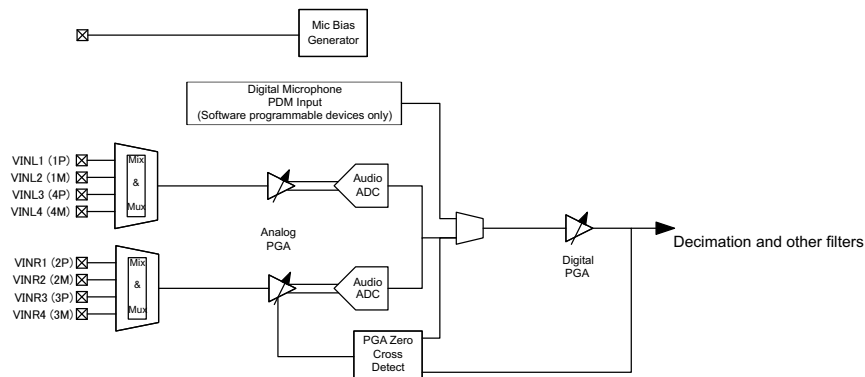 Mic Bias
Generator
Digital Microphone
PDM Input
(Software programmable devices only)
VINL1 (1P)
VINL2 (1M)
VINL3 (4P)
VINL4 (4M)
Mix
&
Mux
Audio
ADC
Analog
PGA
Digital
PGA
Decimation and other filters
VINR1 (2P)
VINR2 (2M)
VINR3 (3P)
VINR4 (3M)
Mix
&
Mux
Audio
ADC
PGA Zero
Cross
Detect